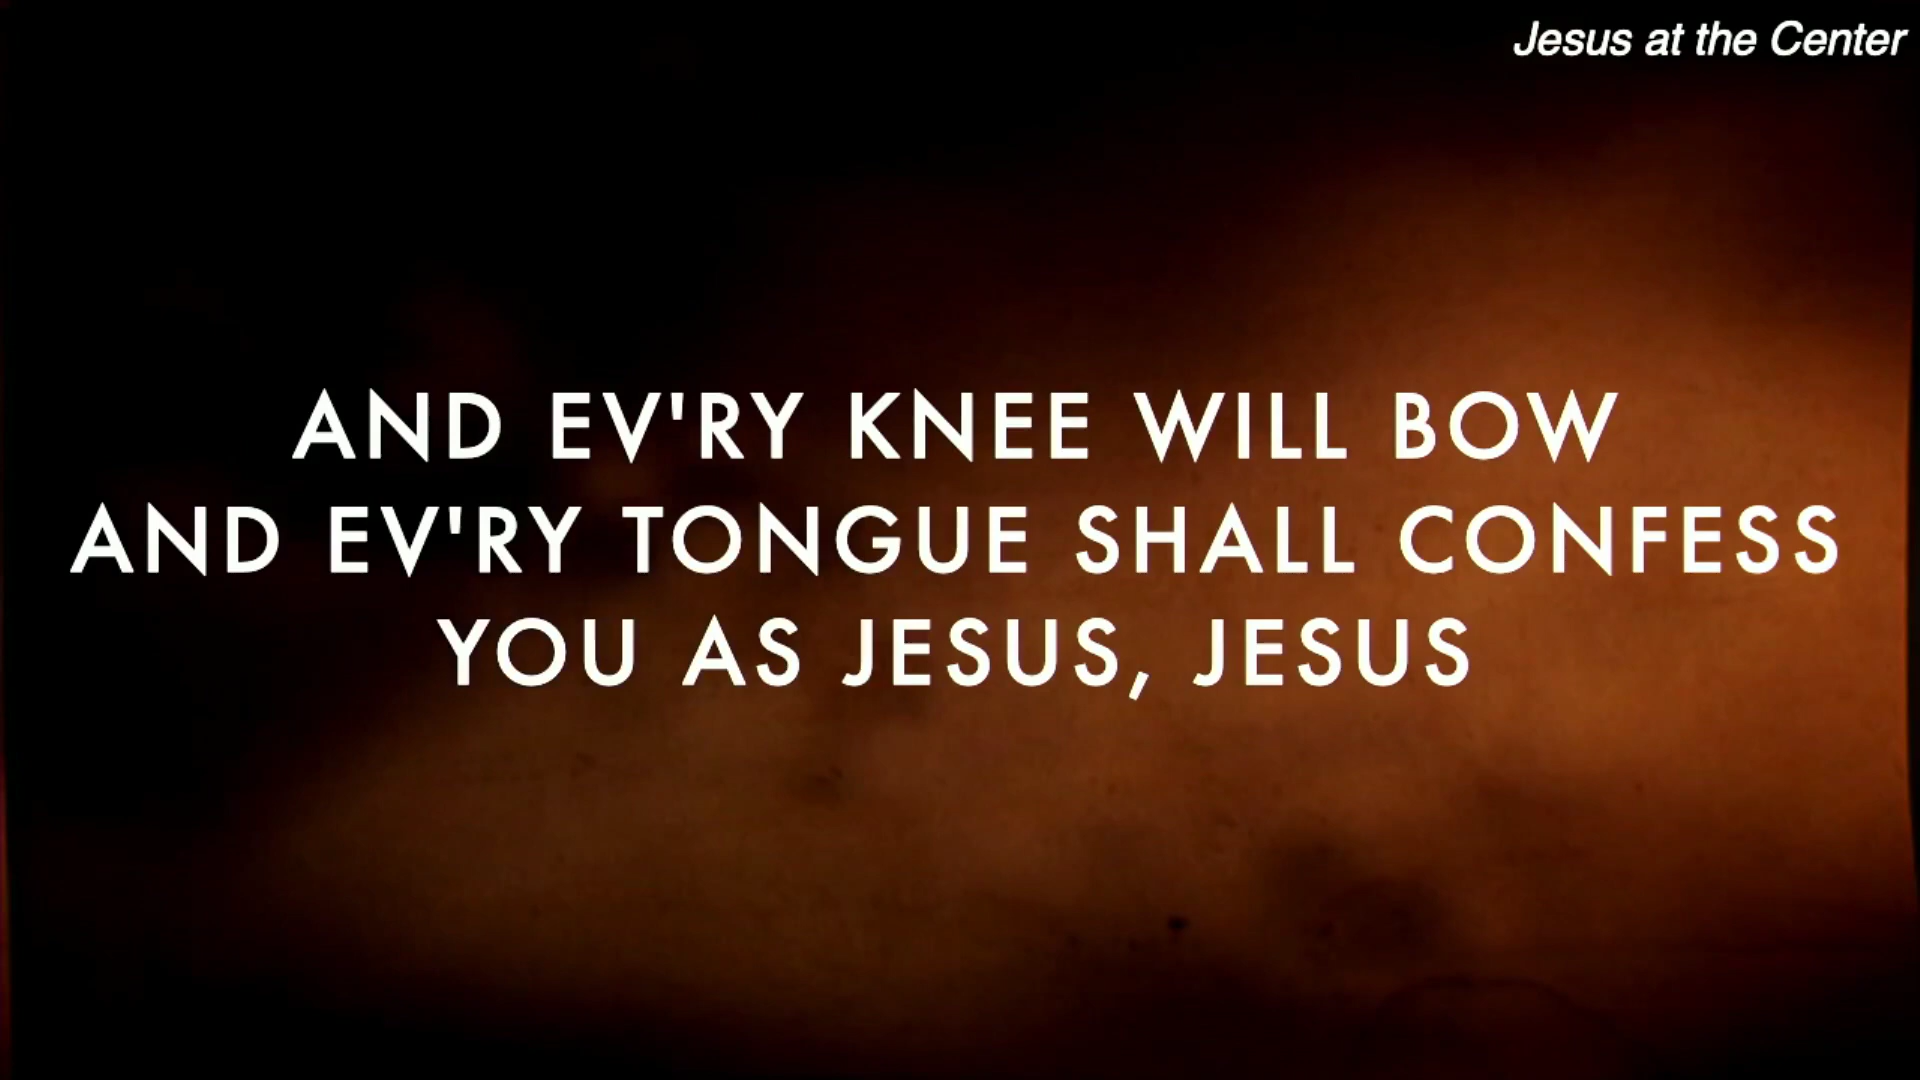 Jesus at the Center
AND EV'RY KNEE WILL BOW
AND EV'RY TONGUE SHALL CONFESS
YOU AS JESUS, JESUS